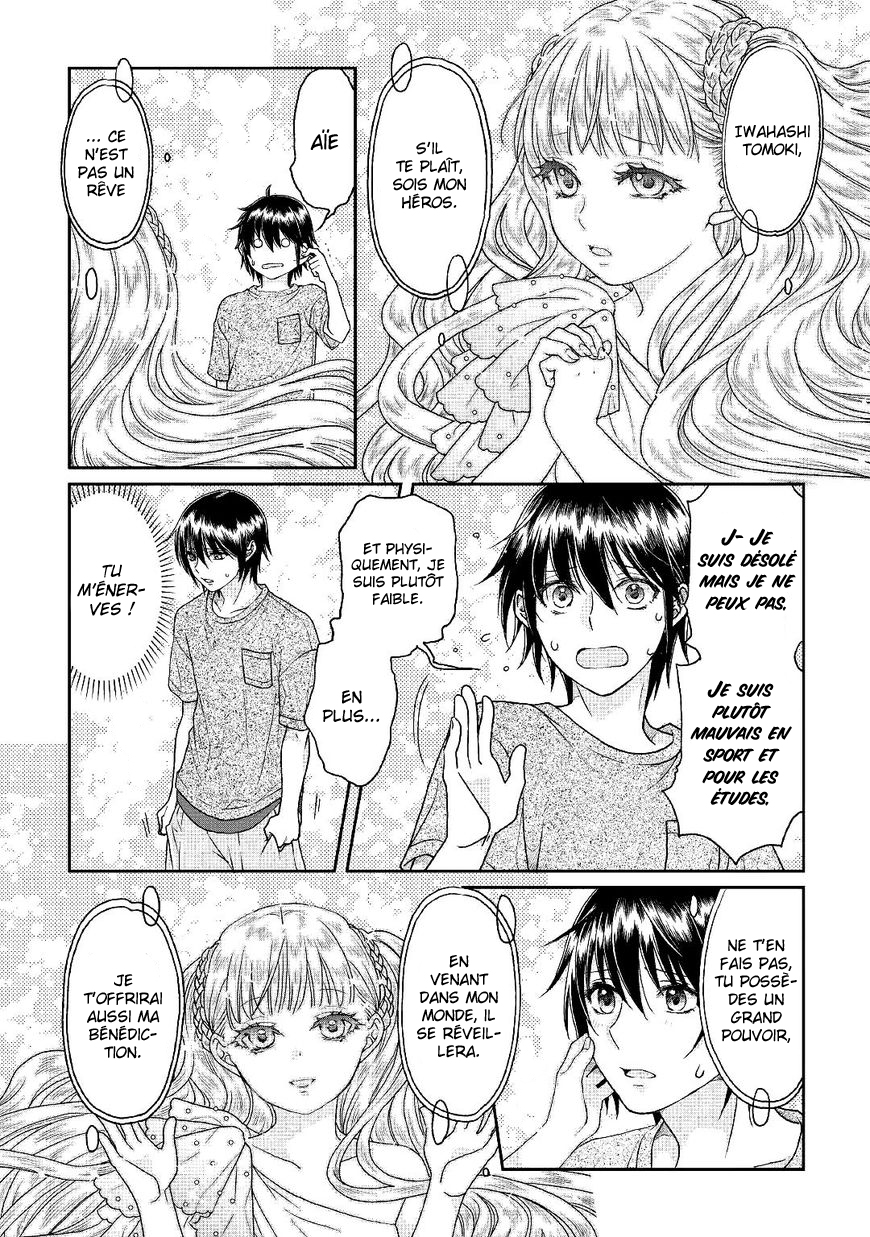 IWAHASHI
TOMOKI,
S'IL
TE PLAÎT,
SOIS MON
HÉROS.
AÏE
... CE
N'EST
PAS UN
RÊVE
J- JE
SUIS DÉSOLÉ
MAIS JE NE
PEUX PAS.
JE SUIS
PLUTÔT
MAUVAIS EN
SPORT ET
POUR LES
ÉTUDES.
ET PHYSI-
QUEMENT, JE
SUIS PLUTÔT
FAIBLE.
EN
PLUS...
TU
M'ÉNER-
VES !
NE T'EN
FAIS PAS,
TU POSSÈ-
DES UN
GRAND
POUVOIR,
EN
VENANT
DANS MON
MONDE, IL
SE RÉVEIL-
LERA.
JE
T'OFFRIRAI
AUSSI MA
BÉNÉDIC-
TION.